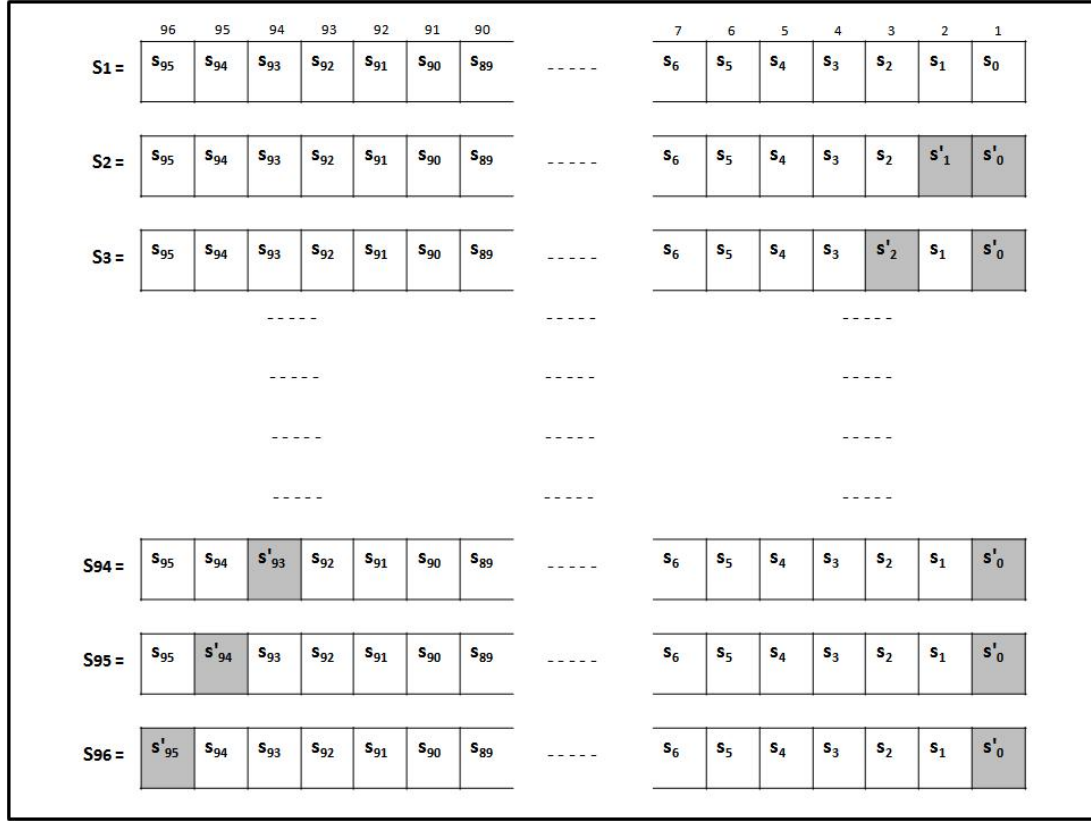 96 95 94 93 92 91 90 7 6 5 4 3 2 1
S1 = s95 s94 s93 s92 s91 s90 s89 - - - - - s6 s5 s4 s3 s2 s1 s0
S2 = s95 s94 s93 s92 s91 s90 s89 - - - - - s6 s5 s4 s3 s2 s'1 s'0
S3 = s95 s94 s93 s92 s91 s90 s89 - - - - - s6 s5 s4 s3 s'2 s1 s'0
- - - - - - - - - - - - - - -
- - - - - - - - - - - - - - -
- - - - - - - - - - - - - - -
- - - - - - - - - - - - - - -
S94 = s95 s94 s'93 s92 s91 s90 s89 - - - - - s6 s5 s4 s3 s2 s1 s'0
S95 = s95 s'94 s93 s92 s91 s90 s89 - - - - - s6 s5 s4 s3 s2 s1 s'0
S96 = s'95 s94 s93 s92 s91 s90 s89 - - - - - s6 s5 s4 s3 s2 s1 s'0